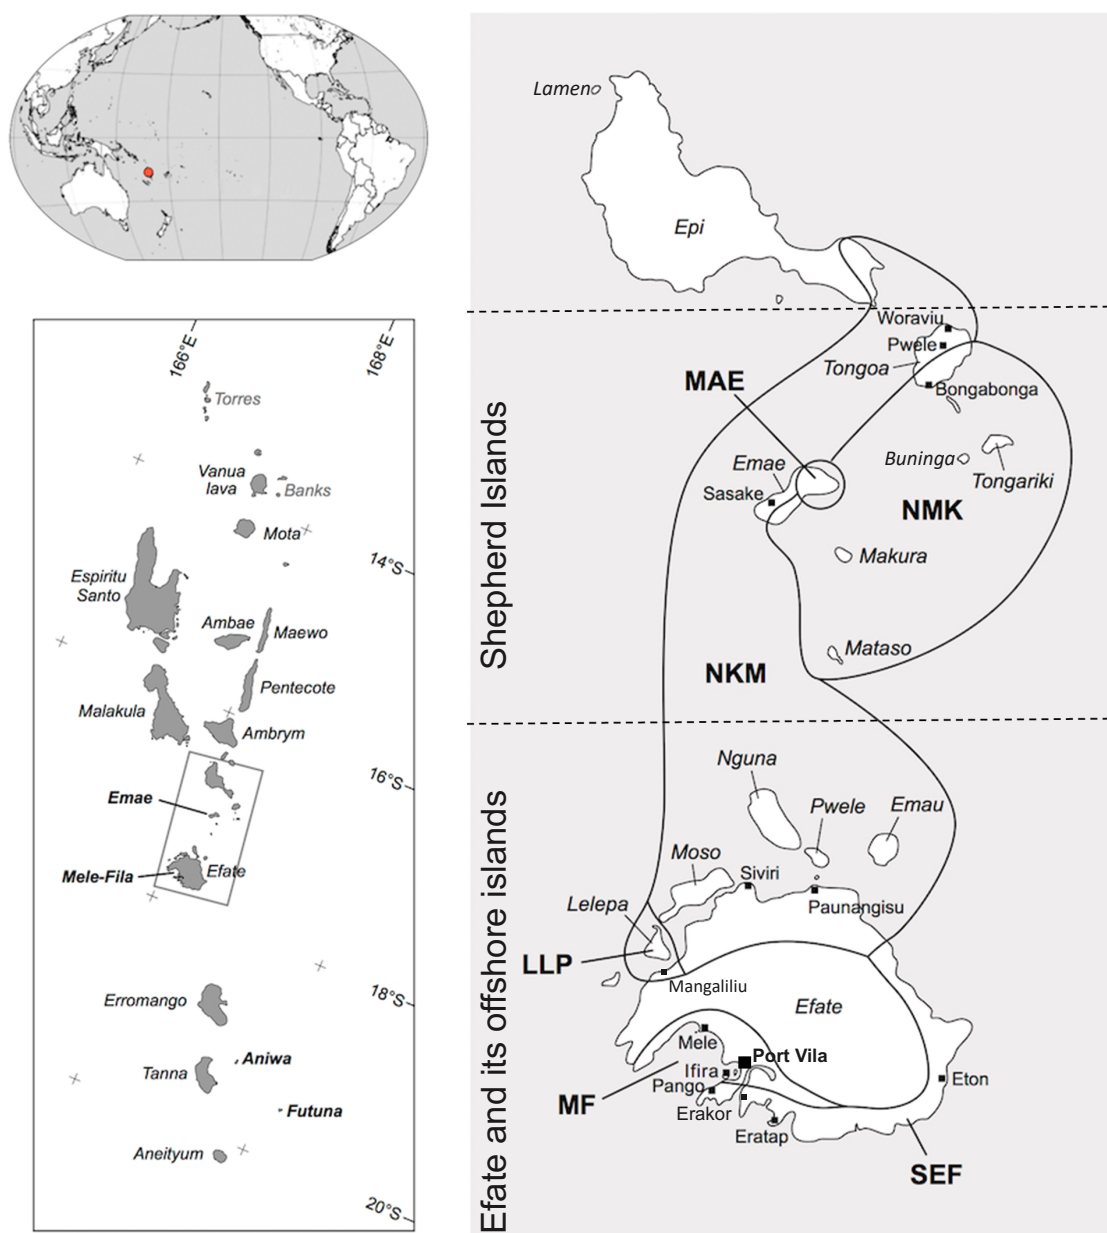 166°E
168°E
Torres
Vanua
lava
Banks
Mota
14°S
Espiritu
Santo
Ambae
Maewo
Pentecote
Malakula
Ambrym
16°S
Emae
Mele-Fila
Efate
18°S
Erromango
Aniwa
Tanna
Futuna
Aneityum
20°S
Lamen
Epi
Shepherd Islands
Woraviu
Pwele
Tongoa
MAE
Bongabonga
Emae
Buninga
Tongariki
Sasake
NMK
Makura
Mataso
NKM
Efate and its offshore islands
Nguna
Pwele
Emau
Moso
Siviri
Lelepa
Paunangisu
LLP
Mangaliliu
Efate
Mele
Port Vila
Ifira
Pango
Eton
MF
Erakor
Eratap
SEF